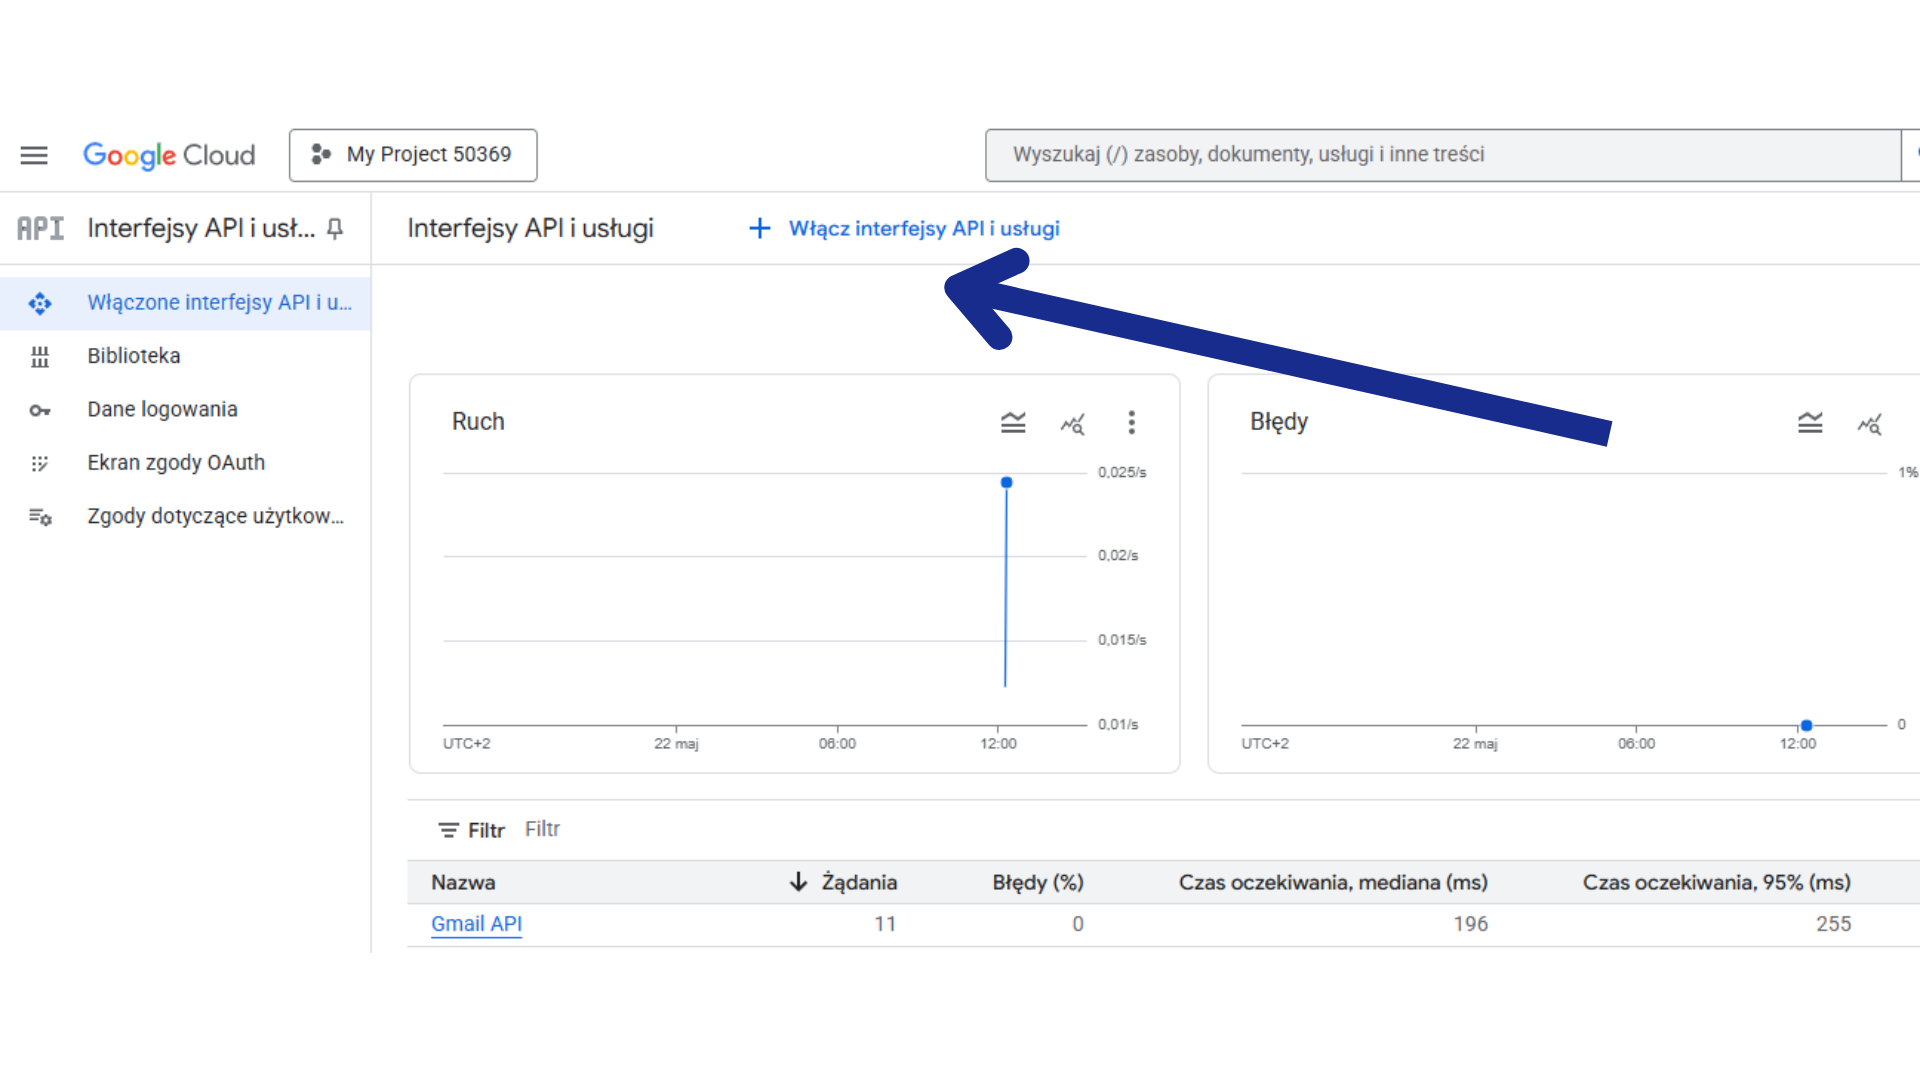 Google Cloud
My Project 50369
Wyszukaj (/) zasoby, dokumenty, usługi i inne treści
API
Interfejsy API i usł...
Interfejsy API i usługi
Włącz interfejsy API i usługi
Włączone interfejsy API i u...
Biblioteka
Dane logowania
Ekran zgody OAuth
Zgody dotyczące użytkow...
Ruch
0,025/s
0,02/s
0,015/s
0,01/s
UTC+2
22 maj
06:00
12:00
Błędy
1%
0
UTC+2
22 maj
06:00
12:00
Filtr Filtr
Nazwa Żądania Błędy (%) Czas oczekiwania, mediana (ms) Czas oczekiwania, 95% (ms)
Gmail API 11 0 196 255